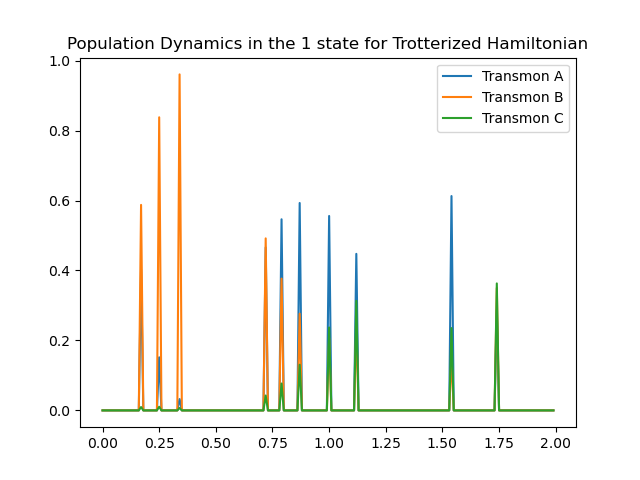 Population Dynamics in the 1 state for Trotterized Hamiltonian
Transmon A
Transmon B
Transmon C
1.0
0.8
0.6
0.4
0.2
0.0
0.00 0.25 0.50 0.75 1.00 1.25 1.50 1.75 2.00